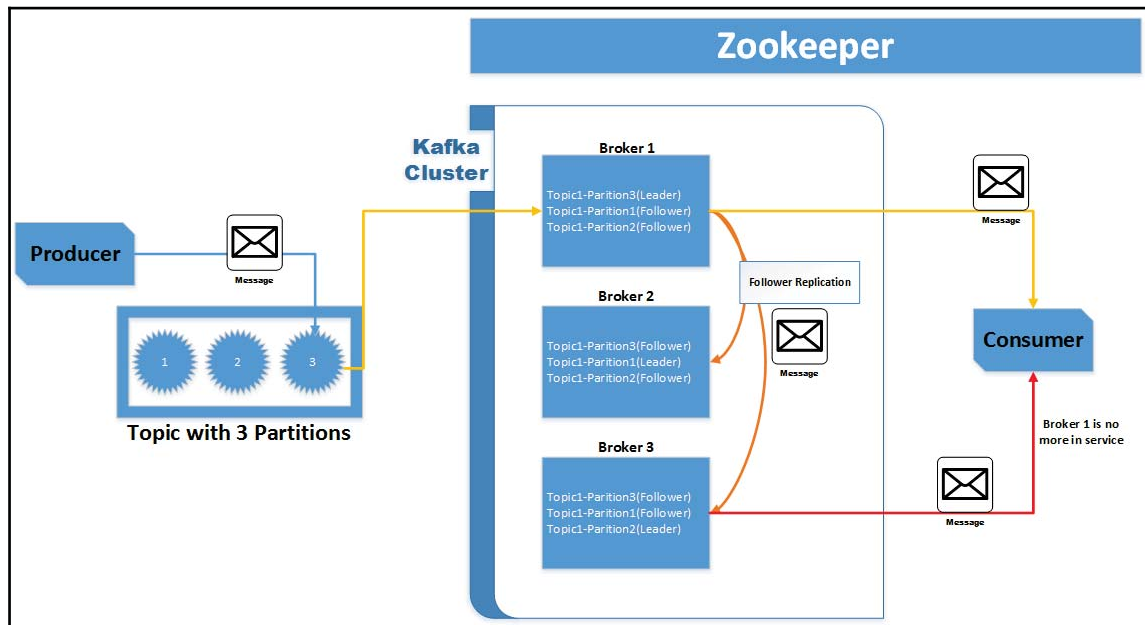 Zookeeper
Kafka
Cluster
Broker 1
Topic1-Parition3(Leader)
Topic1-Parition1(Follower)
Topic1-Parition2(Follower)
Message
Producer
Message
Follower Replication
Broker 2
Topic1-Parition3(Follower)
Topic1-Parition1(Leader)
Topic1-Parition2(Follower)
Message
Consumer
1
2
3
Topic with 3 Partitions
Broker 1 is no
more in service
Broker 3
Topic1-Parition3(Follower)
Topic1-Parition1(Follower)
Topic1-Parition2(Leader)
Message